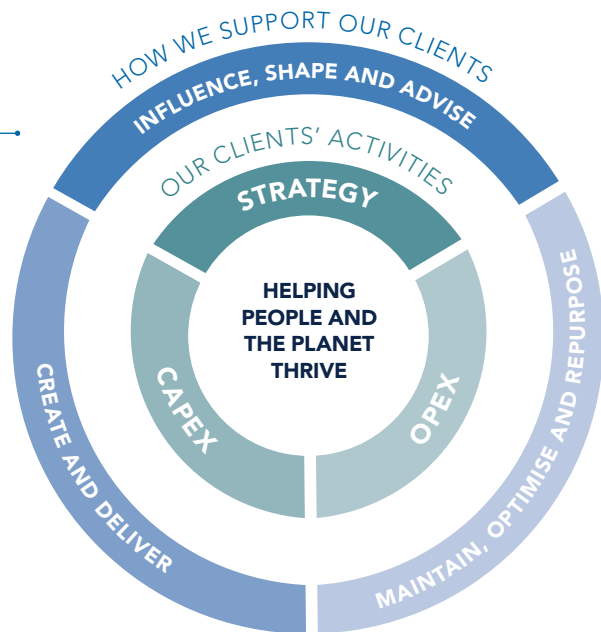 HOW WE SUPPORT OUR CLIENTS
INFLUENCE, SHAPE AND ADVISE
OUR CLIENTS’ ACTIVITIES
STRATEGY
HELPING
PEOPLE AND
THE PLANET
THRIVE
CAPEX
OPEX
CREATE AND DELIVER
MAINTAIN, OPTIMISE AND REPURPOSE